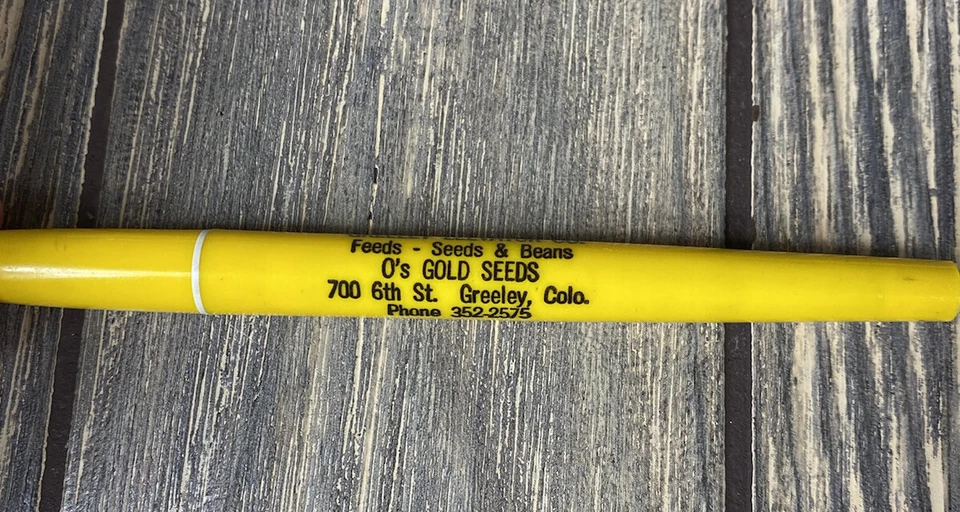 Feeds - Seeds & Beans
O's GOLD SEEDS
700 6th St. Greeley, Colo.
Phone 352-2575